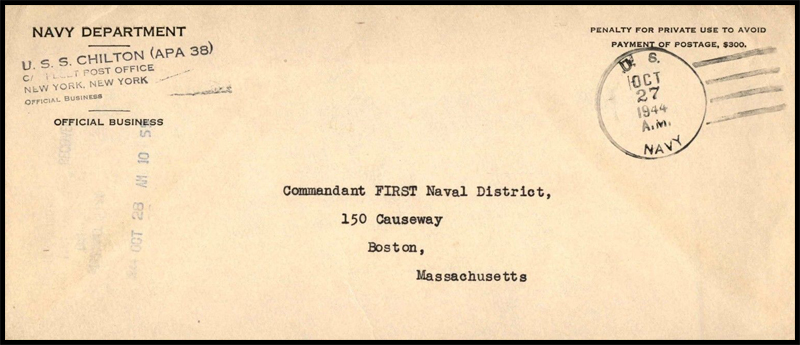 NAVY DEPARTMENT
U. S. S. CHILTON (APA 38)
C/ FLEET POST OFFICE
NEW YORK, NEW YORK
OFFICIAL BUSINESS
OFFICIAL BUSINESS
PENALTY FOR PRIVATE USE TO AVOID
PAYMENT OF POSTAGE, $300.
U. S.
OCT
27
1944
A.M.
NAVY
OCT 28 AM 10 5
Commandant FIRST Naval District,
150 Causeway
Boston,
Massachusetts